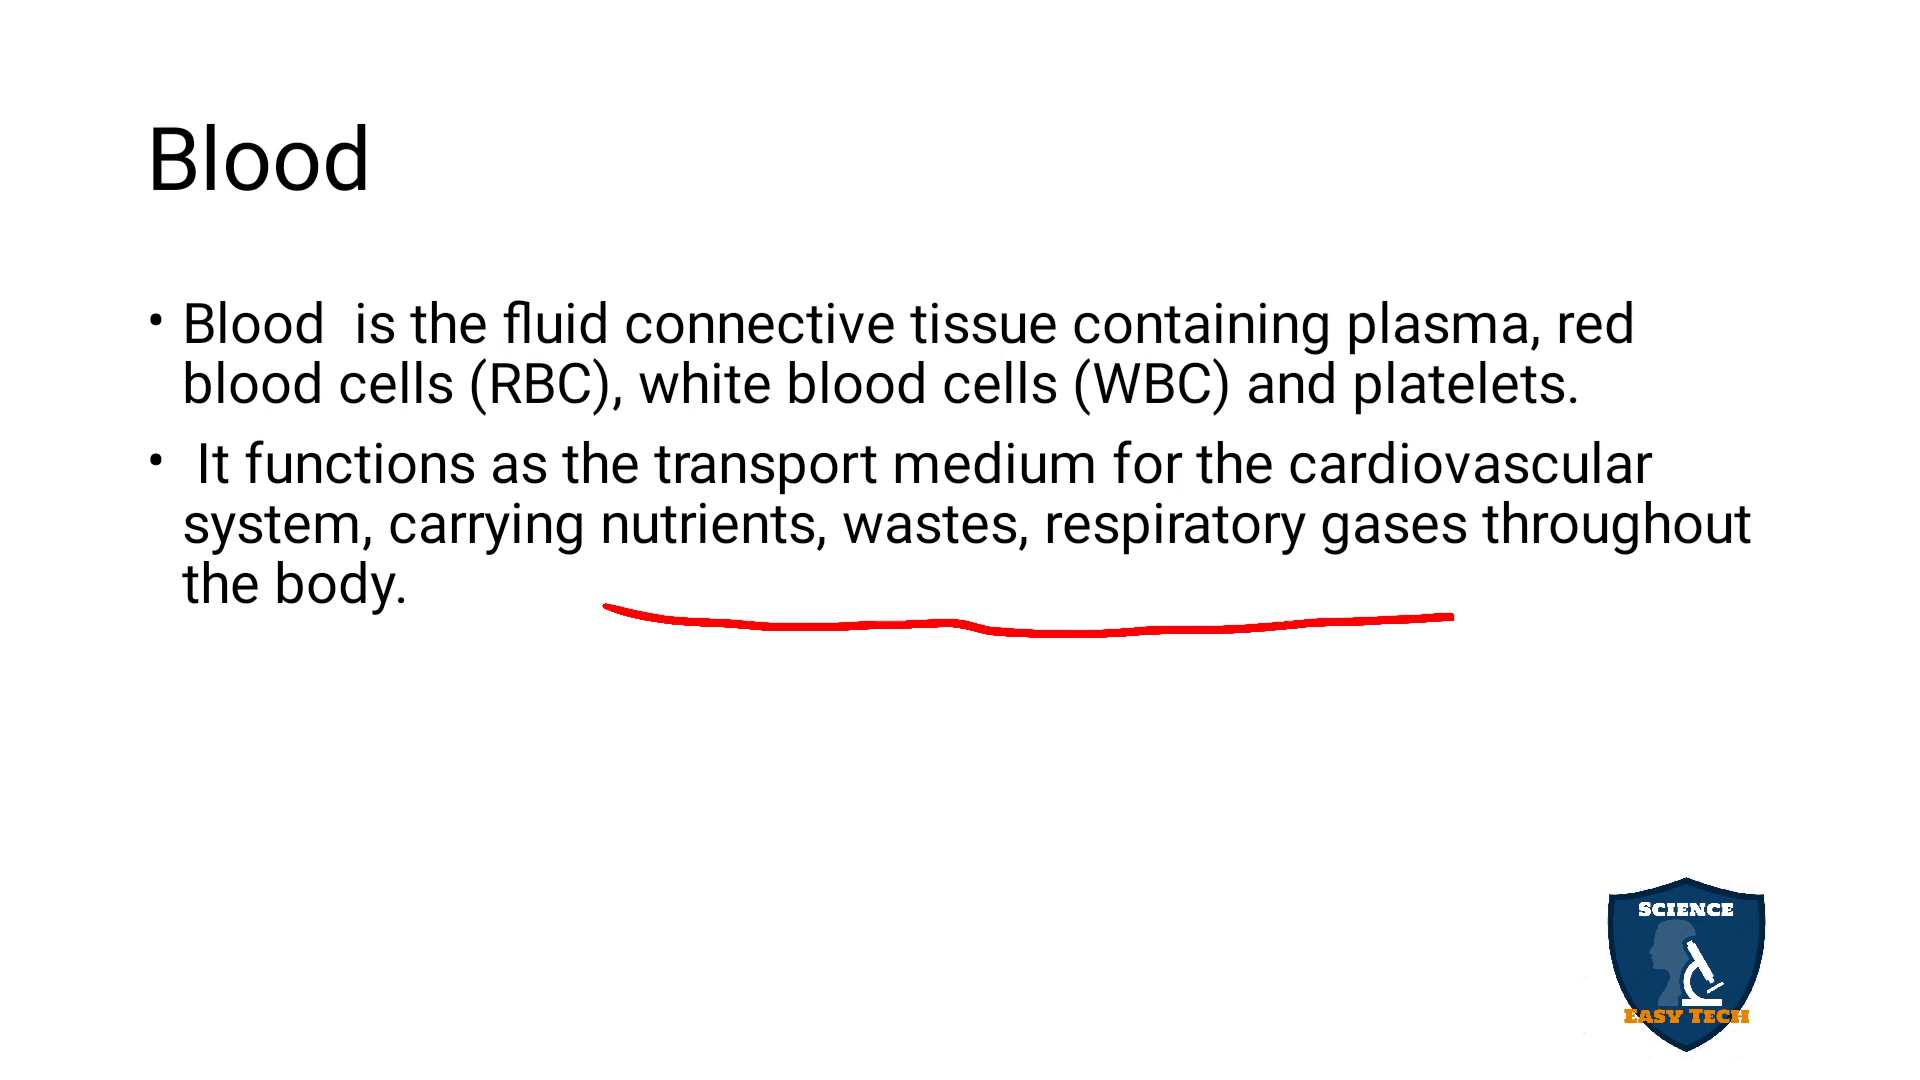 Blood
• Blood  is the fluid connective tissue containing plasma, red
blood cells (RBC), white blood cells (WBC) and platelets.
•  It functions as the transport medium for the cardiovascular
system, carrying nutrients, wastes, respiratory gases throughout
the body.
SCIENCE
EASY TECH